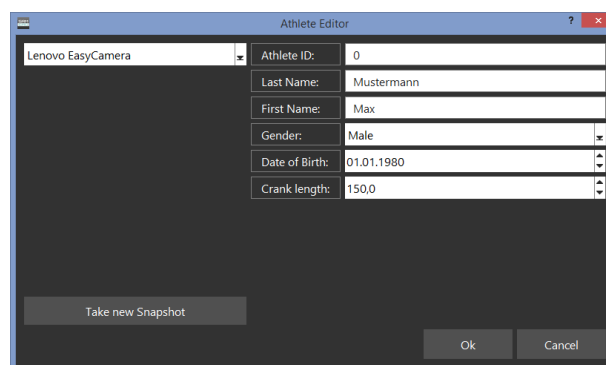 Athlete Editor
?
×
Lenovo EasyCamera
Athlete ID: 0
Last Name: Mustermann
First Name: Max
Gender: Male
Date of Birth: 01.01.1980
Crank length: 150,0
Take new Snapshot
Ok Cancel